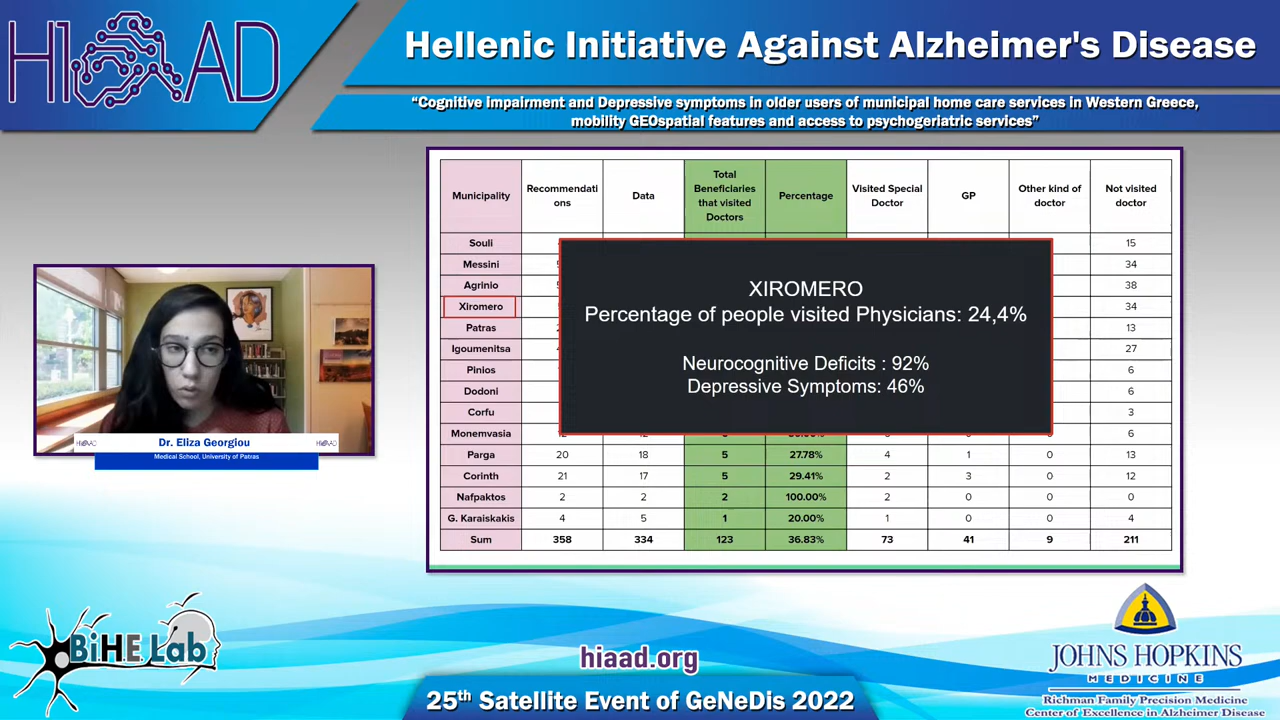 HIAAD
Hellenic Initiative Against Alzheimer's Disease
“Cognitive impairment and Depressive symptoms in older users of municipal home care services in Western Greece,
mobility GEOspatial features and access to psychogeriatric services”
Municipality Recommendati ons Data Total Beneficiaries that visited Doctors Percentage Visited Special Doctor GP Other kind of doctor Not visited doctor
Souli 15
Messini 34
Agrinio 38
Xiromero 34
Patras 13
Igoumenitsa 27
Pinios 6
Dodoni 6
Corfu 3
Monemvasia 6
Parga 20 18 5 27.78% 4 1 0 13
Corinth 21 17 5 29.41% 2 3 0 12
Nafpaktos 2 2 2 100.00% 2 0 0 0
G. Karaiskakis 4 5 1 20.00% 1 0 0 4
Sum 358 334 123 36.83% 73 41 9 211
XIROMERO
Percentage of people visited Physicians: 24,4%
Neurocognitive Deficits : 92%
Depressive Symptoms: 46%
HIAAD Dr. Eliza Georgiou HIAAD
Medical School, University of Patras
BiHE Lab
hiaad.org
25th Satellite Event of GeNeDis 2022
JOHNS HOPKINS
MEDICINE
Richman Family Precision Medicine
Center of Excellence in Alzheimer Disease